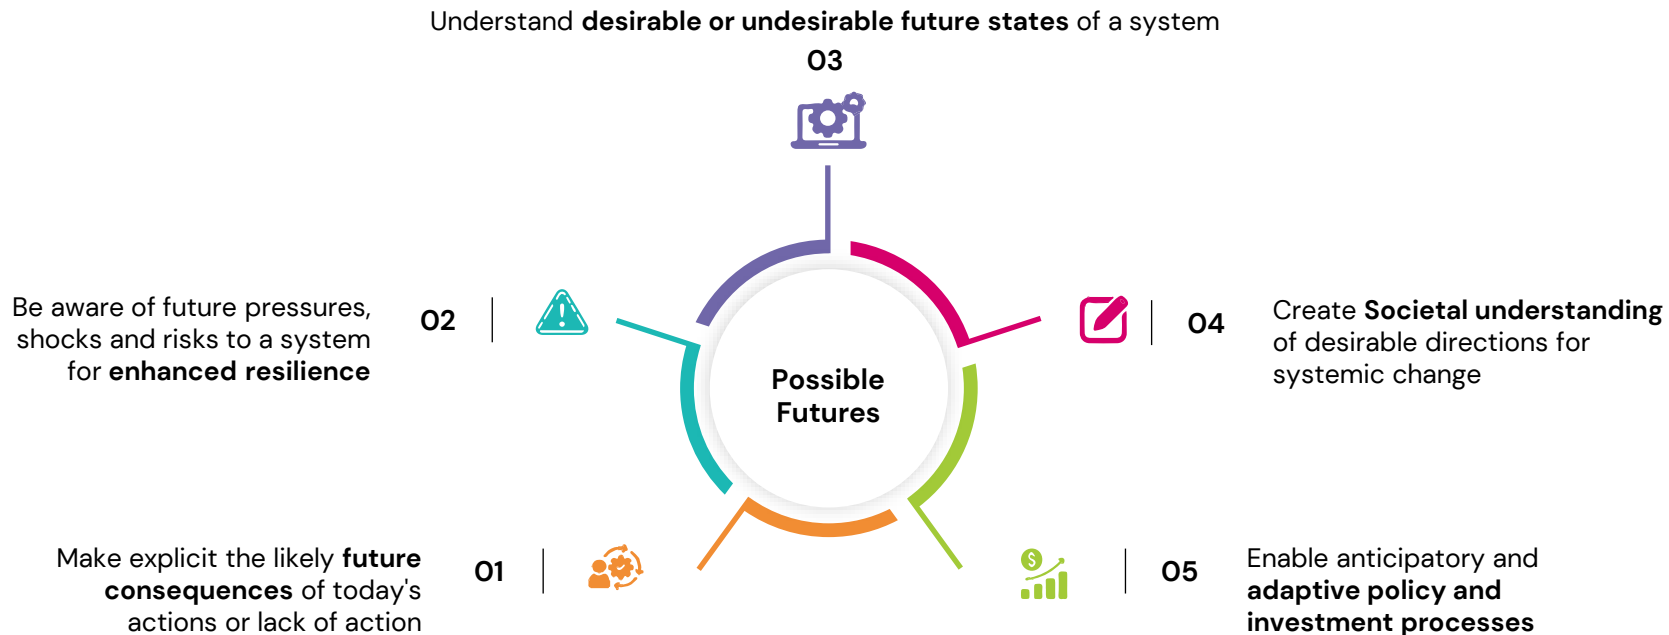 Understand desirable or undesirable future states of a system
03
Be aware of future pressures,
shocks and risks to a system
for enhanced resilience
02
04
Create Societal understanding
of desirable directions for
systemic change
Possible
Futures
Make explicit the likely future
consequences of today's
actions or lack of action
01
05
Enable anticipatory and
adaptive policy and
investment processes